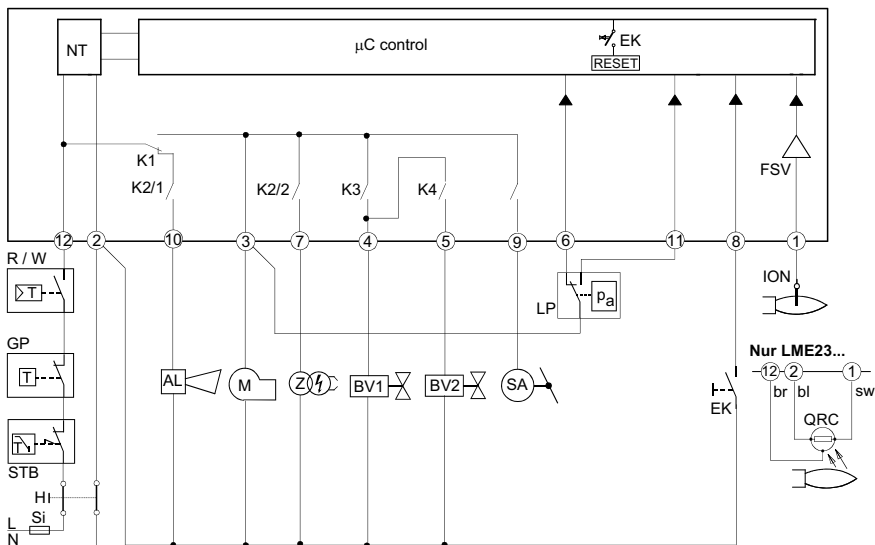 NT
µC control
EK
RESET
K1
K2/1
K2/2
K3
K4
FSV
12
2
10
3
7
4
5
9
6
11
8
1
R / W
T
LP
pa
ION
GP
T
AL
M
Z
BV1
BV2
SA
EK
Nur LME23...
12
2
1
br
bl
sw
QRC
T
STB
H
L
Si
N